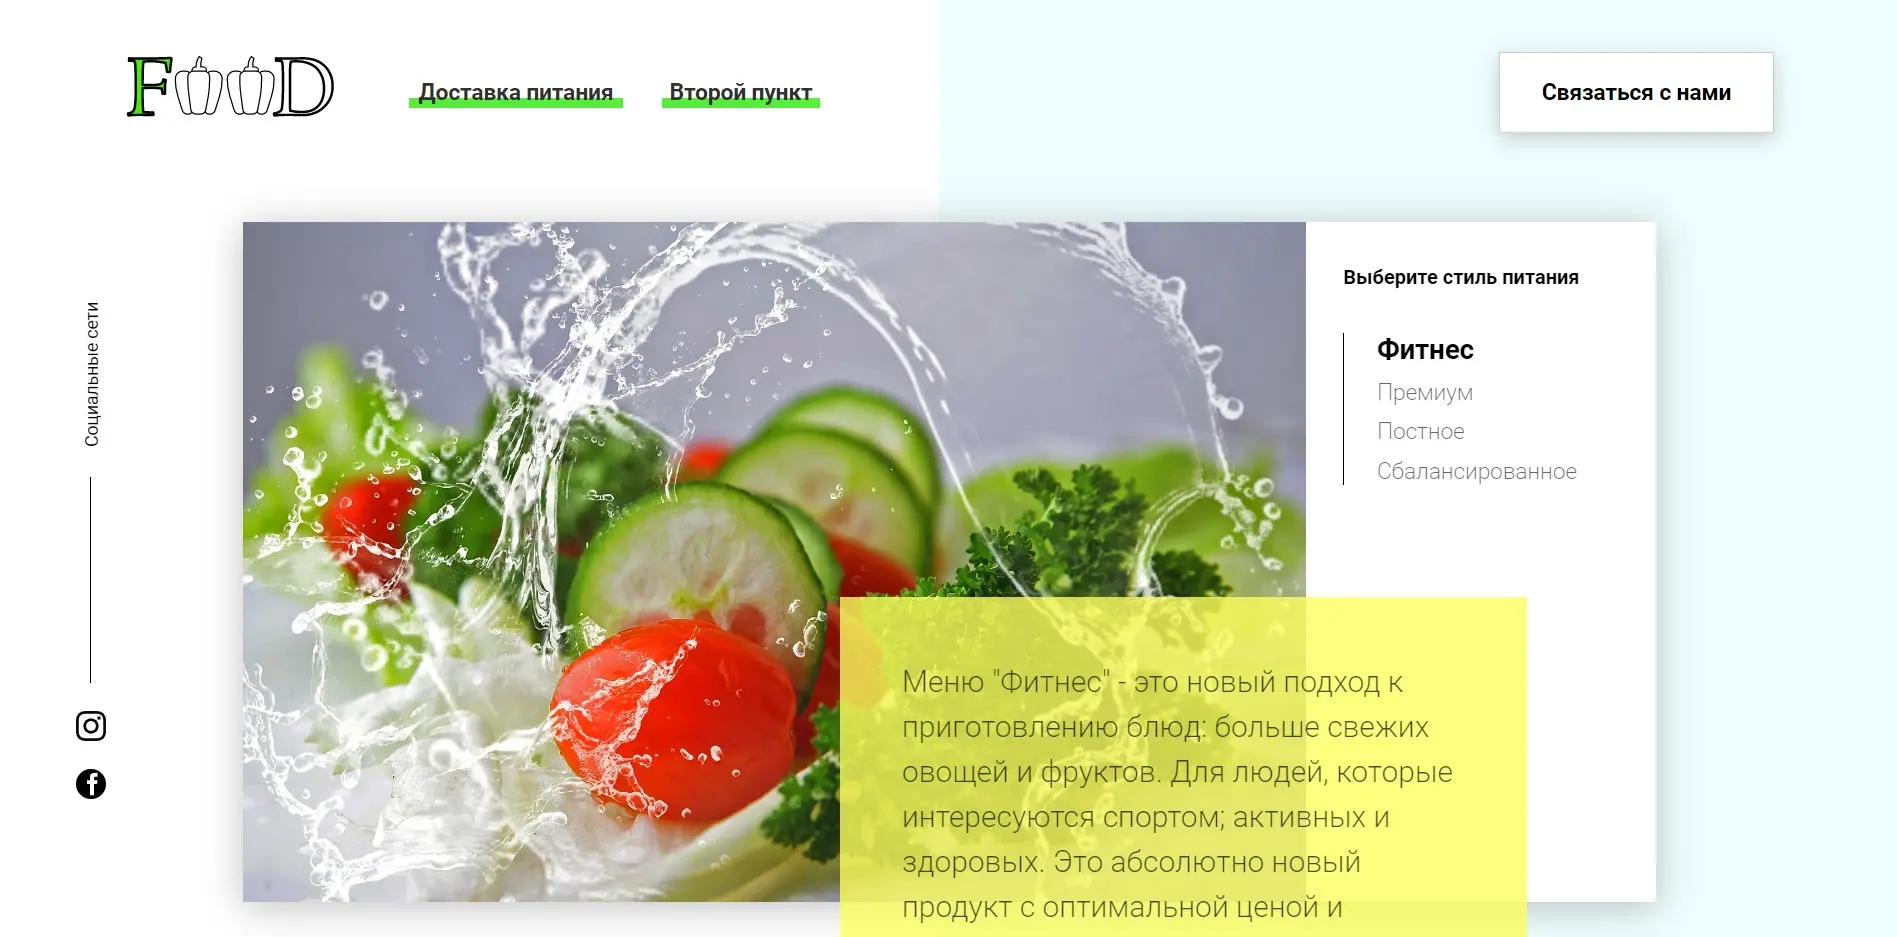 FOOD
Доставка питания
Второй пункт
Связаться с нами
Социальные сети
Выберите стиль питания
Фитнес
Премиум
Постное
Сбалансированное
Меню "Фитнес" - это новый подход к
приготовлению блюд: больше свежих
овощей и фруктов. Для людей, которые
интересуются спортом; активных и
здоровых. Это абсолютно новый
продукт с оптимальной ценой и